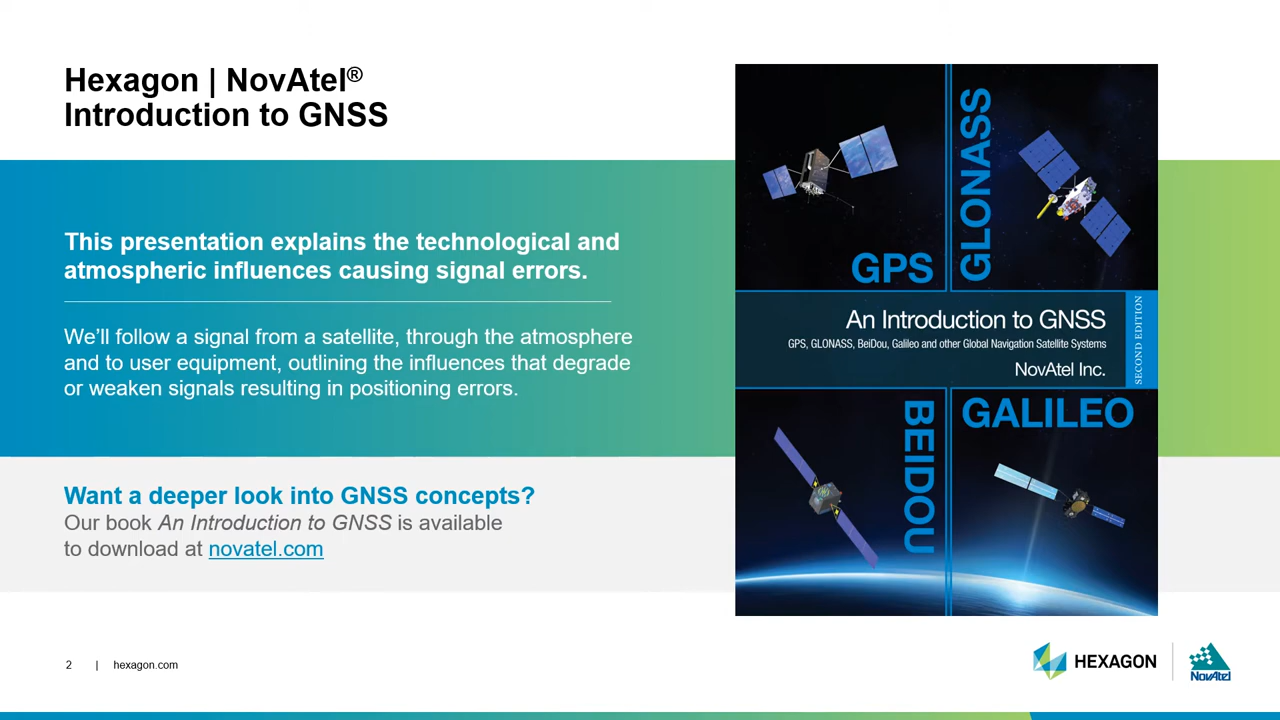 Hexagon | NovAtel®
Introduction to GNSS
This presentation explains the technological and
atmospheric influences causing signal errors.
We'll follow a signal from a satellite, through the atmosphere
and to user equipment, outlining the influences that degrade
or weaken signals resulting in positioning errors.
Want a deeper look into GNSS concepts?
Our book An Introduction to GNSS is available
to download at novatel.com
GPS
GLONASS
An Introduction to GNSS
GPS, GLONASS, BeiDou, Galileo and other Global Navigation Satellite Systems
NovAtel Inc.
SECOND EDITION
BEIDOU
GALILEO
2 | hexagon.com
HEXAGON
NovAtel